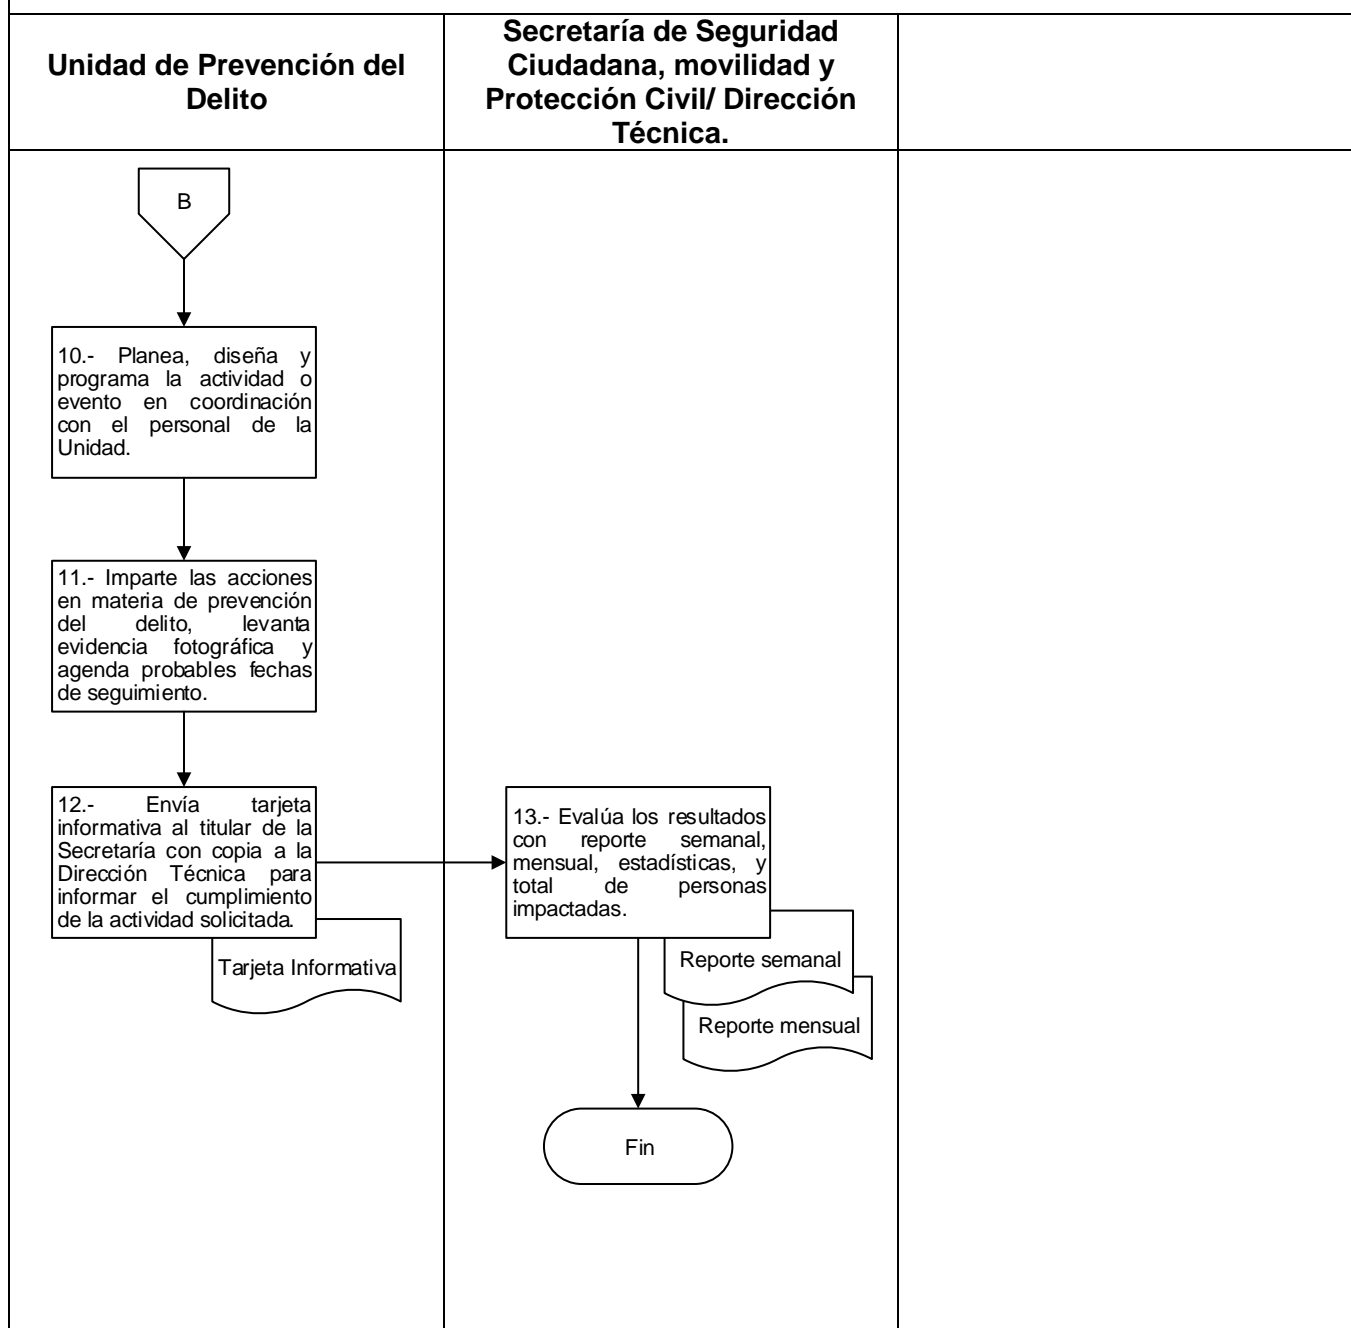 Unidad de Prevención del
Delito
Secretaría de Seguridad
Ciudadana, movilidad y
Protección Civil/ Dirección
Técnica.
B
10.- Planea, diseña y
programa la actividad o
evento en coordinación
con el personal de la
Unidad.
11.- Imparte las acciones
en materia de prevención
del delito, levanta
evidencia fotográfica y
agenda probables fechas
de seguimiento.
12.- Envía tarjeta
informativa al titular de la
Secretaría con copia a la
Dirección Técnica para
informar el cumplimiento
de la actividad solicitada.
Tarjeta Informativa
13.- Evalúa los resultados
con reporte semanal,
mensual, estadísticas, y
total de personas
impactadas.
Reporte semanal
Reporte mensual
Fin